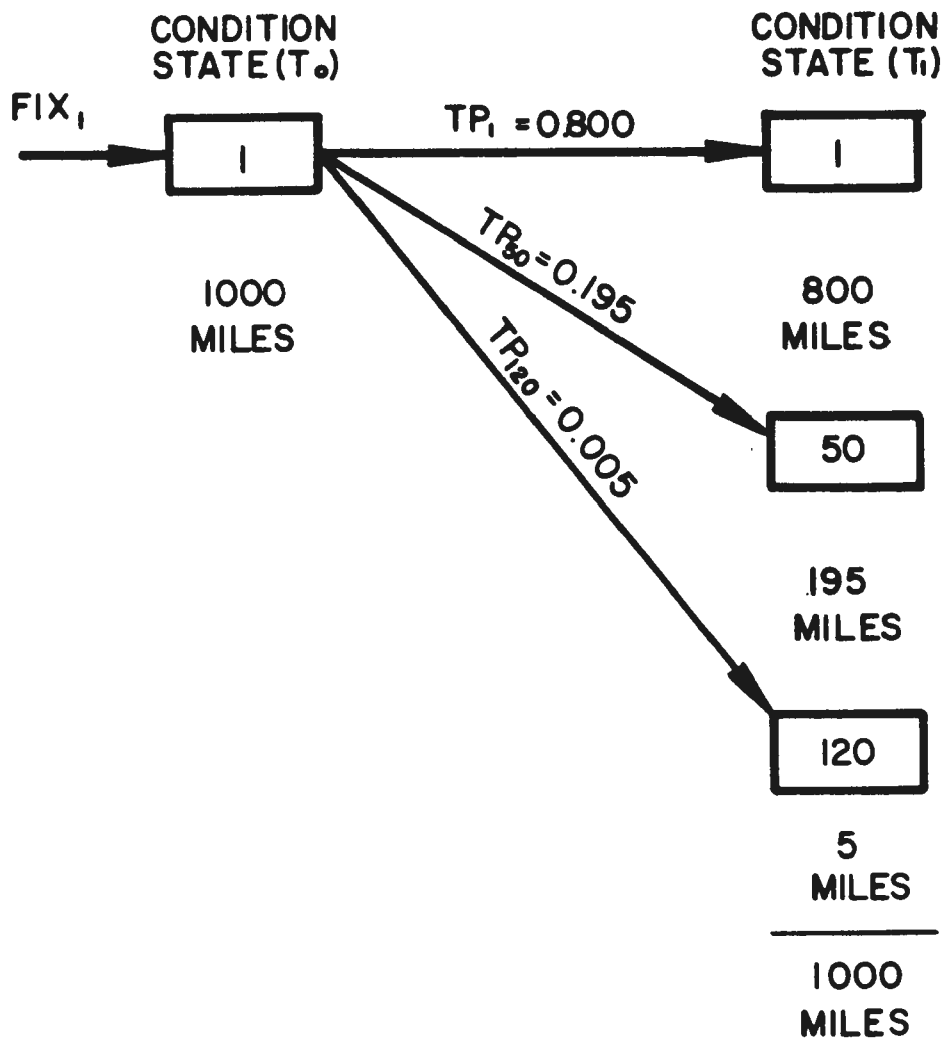 CONDITION
STATE (T₀)
CONDITION
STATE (T₁)
FIX₁
1
TP₁ = 0.800
1
1000
MILES
TP₅₀ = 0.195
800
MILES
TP₁₂₀ = 0.005
50
195
MILES
120
5
MILES
1000
MILES